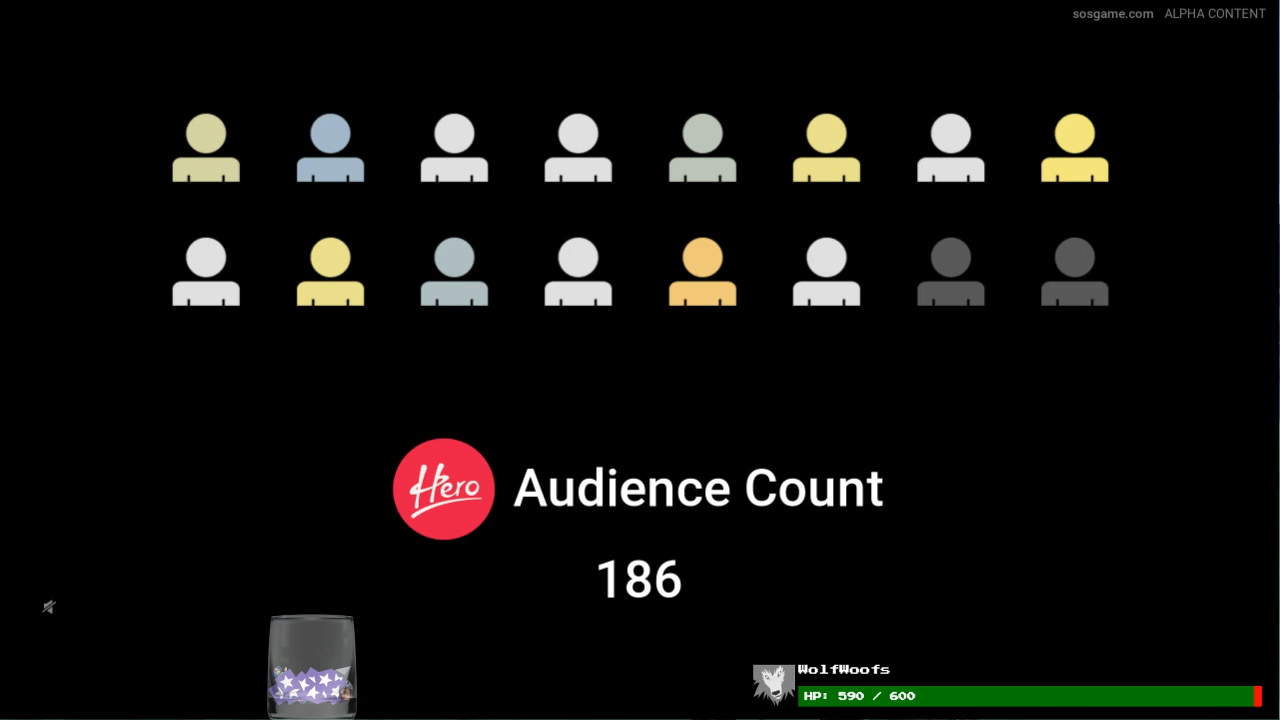 sosgame.com ALPHA CONTENT
Hero Audience Count
186
WolfWoofs
HP: 590 / 600